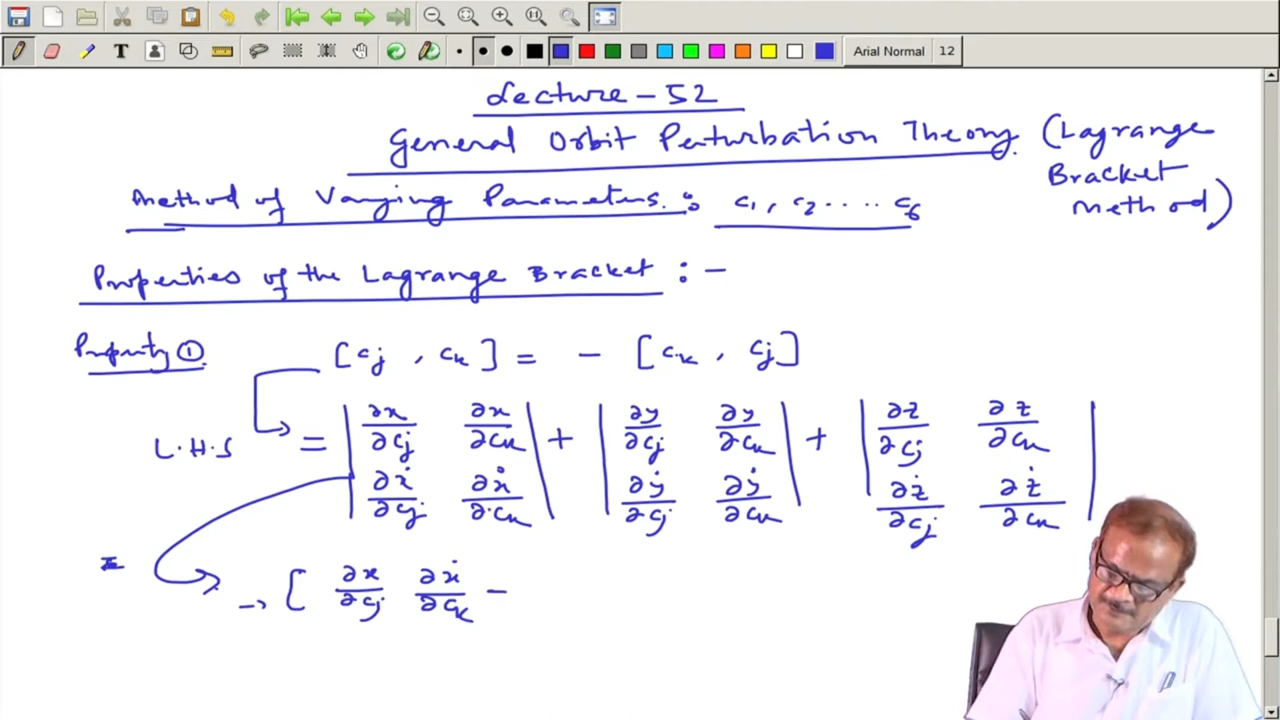 Arial Normal 12
Lecture - 52
General Orbit Perturbation Theory (Lagrange Bracket Method)
Method of Varying Parameters : c₁, c₂ ..... c₆
Properties of the Lagrange Bracket :-
Property ① [cj , ck] = - [ck , cj]
L.H.S = | ∂x/∂cj ∂x/∂ck ; ∂ẋ/∂cj ∂ẋ/∂ck | + | ∂y/∂cj ∂y/∂ck ; ∂ẏ/∂cj ∂ẏ/∂ck | + | ∂z/∂cj ∂z/∂ck ; ∂ż/∂cj ∂ż/∂ck |
→ [ ∂x/∂cj ∂ẋ/∂ck -